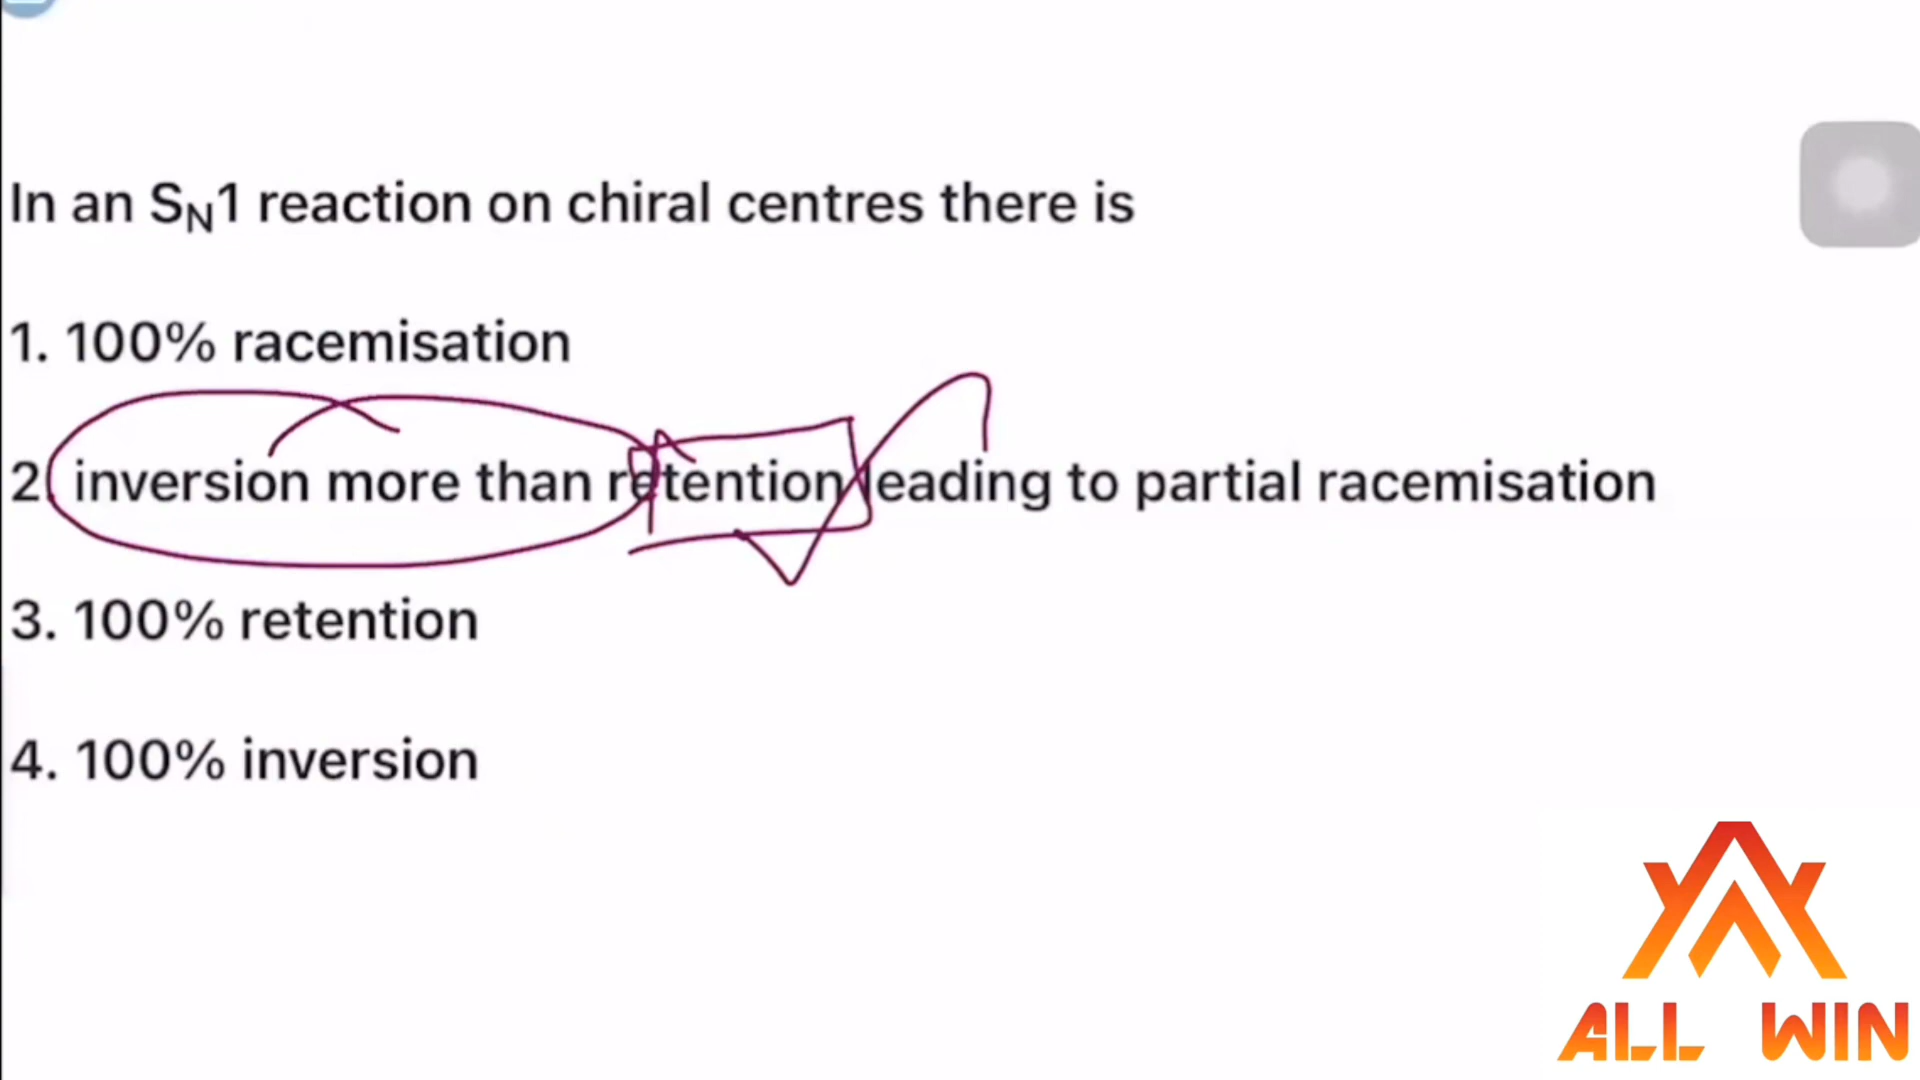 In an SN1 reaction on chiral centres there is
1. 100% racemisation
2. inversion more than retention leading to partial racemisation
3. 100% retention
4. 100% inversion
ALL WIN